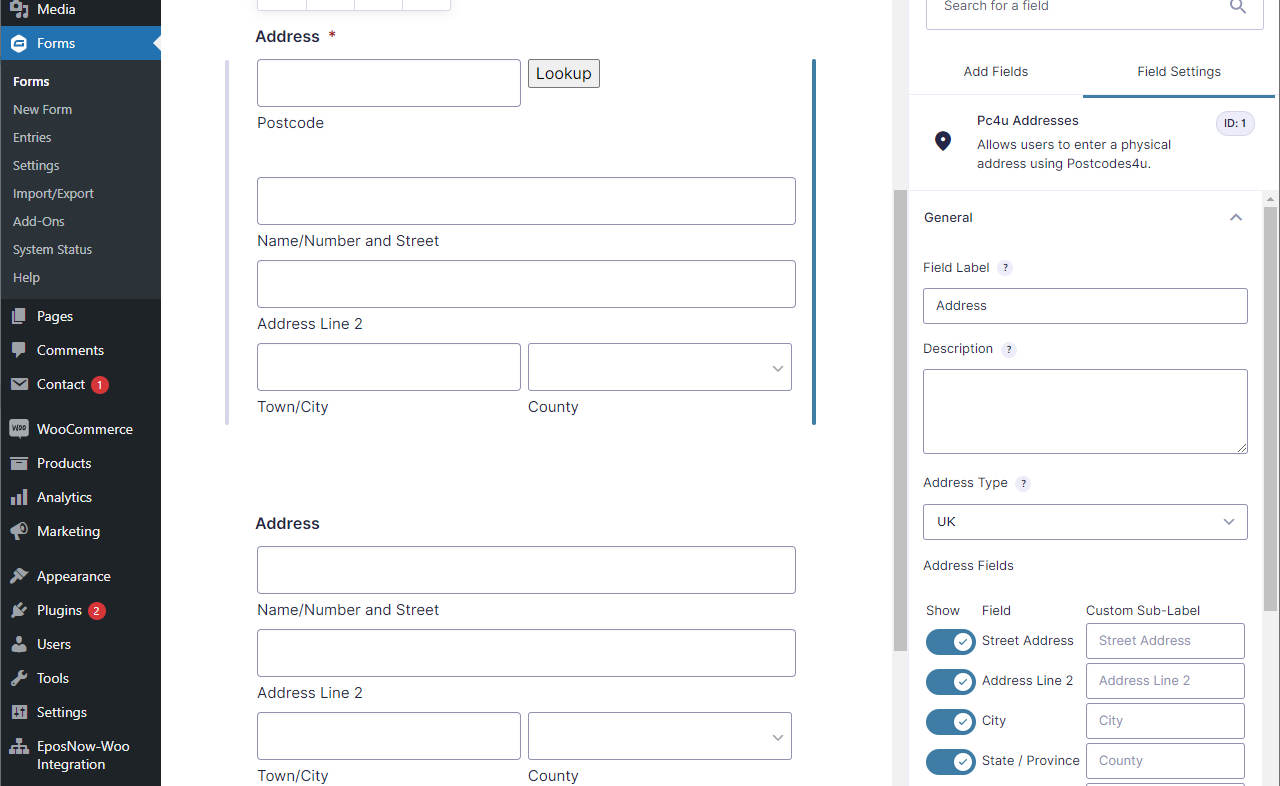 Media
Forms
Forms
New Form
Entries
Settings
Import/Export
Add-Ons
System Status
Help
Pages
Comments
Contact 1
WOO WooCommerce
Products
Analytics
Marketing
Appearance
Plugins 2
Users
Tools
Settings
EposNow-Woo
Integration
Address *
Lookup
Postcode
Name/Number and Street
Address Line 2
Town/City County
Address
Name/Number and Street
Address Line 2
Town/City County
Search for a field
Add Fields Field Settings
Pc4u Addresses ID: 1
Allows users to enter a physical
address using Postcodes4u.
General
Field Label ?
Address
Description ?
Address Type ?
UK
Address Fields
Show Field Custom Sub-Label
Street Address Street Address
Address Line 2 Address Line 2
City City
State / Province County